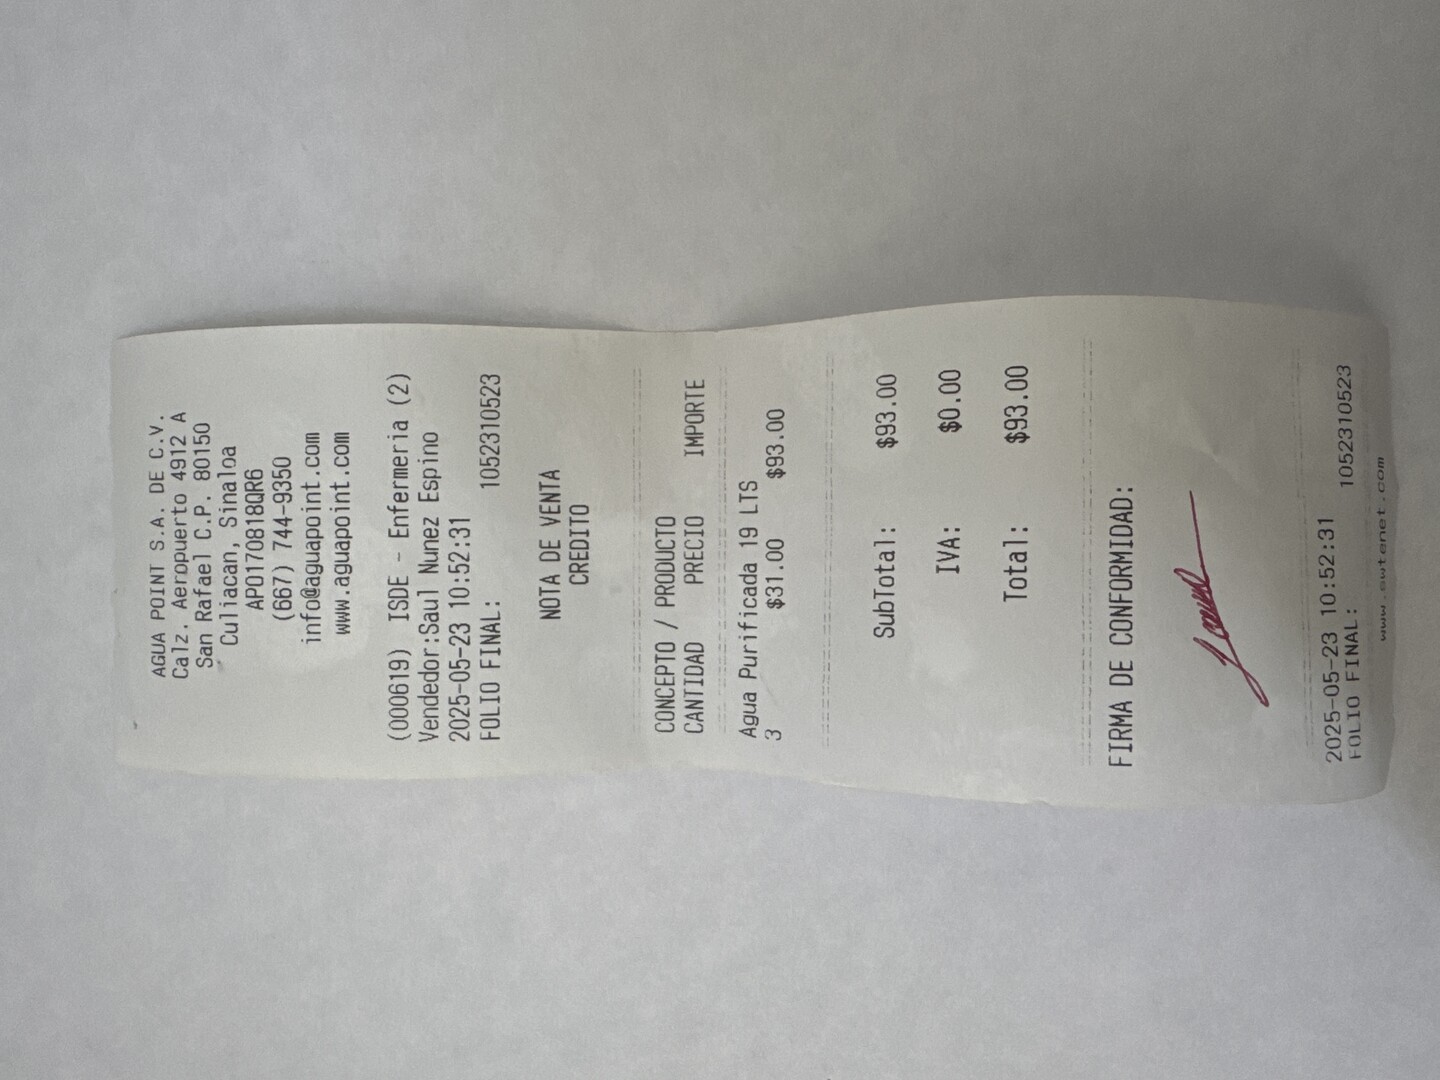 AGUA POINT S.A. DE C.V.
Calz. Aeropuerto 4912 A
San Rafael C.P. 80150
Culiacan, Sinaloa
APO170818QR6
(667) 744-9350
info@aguapoint.com
www.aguapoint.com
(000619) ISDE - Enfermeria (2)
Vendedor:Saul Nunez Espino
2025-05-23 10:52:31
FOLIO FINAL: 1052310523
NOTA DE VENTA
CREDITO
CONCEPTO / PRODUCTO
CANTIDAD PRECIO IMPORTE
Agua Purificada 19 LTS
3 $31.00 $93.00
SubTotal: $93.00
IVA: $0.00
Total: $93.00
FIRMA DE CONFORMIDAD:
2025-05-23 10:52:31
FOLIO FINAL: 1052310523
www.swtenet.com